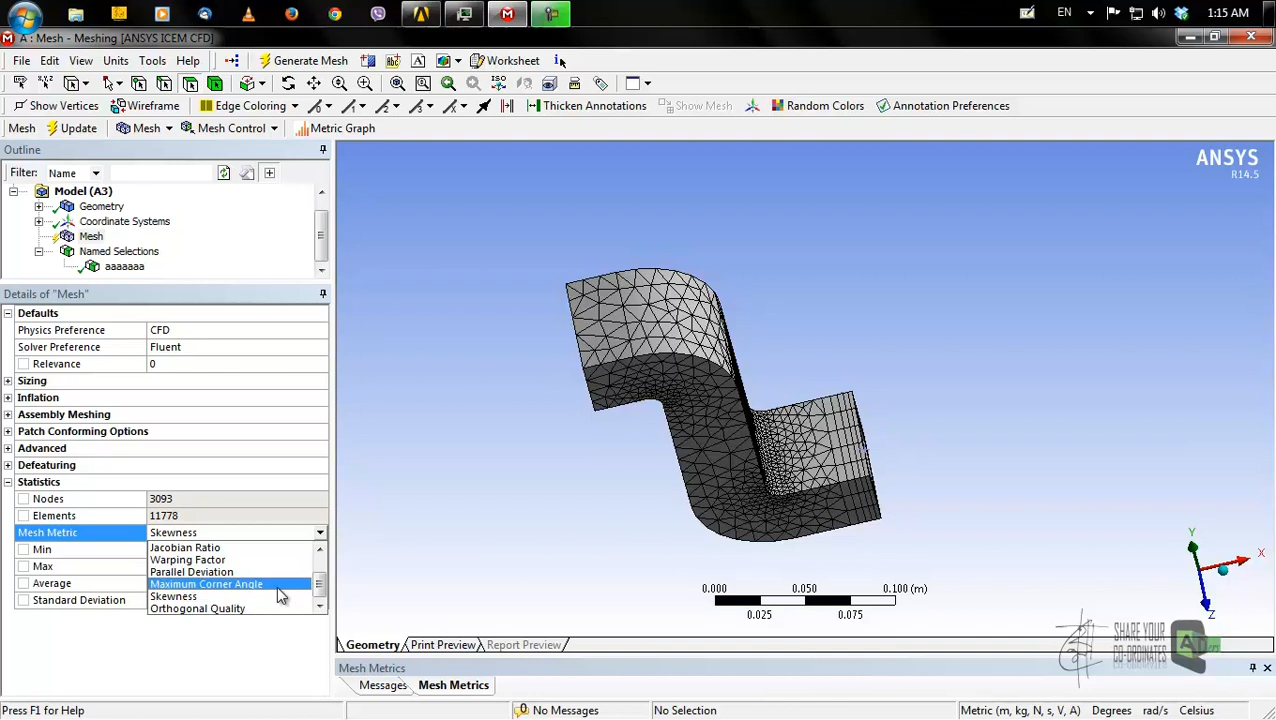 EN
1:15 AM
A : Mesh - Meshing [ANSYS ICEM CFD]
File Edit View Units Tools Help Generate Mesh Worksheet
Show Vertices Wireframe Edge Coloring Thicken Annotations Show Mesh Random Colors Annotation Preferences
Mesh Update Mesh Mesh Control Metric Graph
Outline
Filter: Name
Model (A3)
Geometry
Coordinate Systems
Mesh
Named Selections
aaaaaaa
Details of "Mesh"
Defaults
Physics Preference CFD
Solver Preference Fluent
Relevance 0
Sizing
Inflation
Assembly Meshing
Patch Conforming Options
Advanced
Defeaturing
Statistics
Nodes 3093
Elements 11778
Mesh Metric Skewness
Min
Max
Average
Standard Deviation
Jacobian Ratio
Warping Factor
Parallel Deviation
Maximum Corner Angle
Skewness
Orthogonal Quality
ANSYS
R14.5
Y
X
Z
0.000 0.050 0.100 (m)
0.025 0.075
SHARE YOUR
CO-ORDINATES
Geometry Print Preview Report Preview
Mesh Metrics
Messages Mesh Metrics
Press F1 for Help
0 No Messages
No Selection
Metric (m, kg, N, s, V, A) Degrees rad/s Celsius